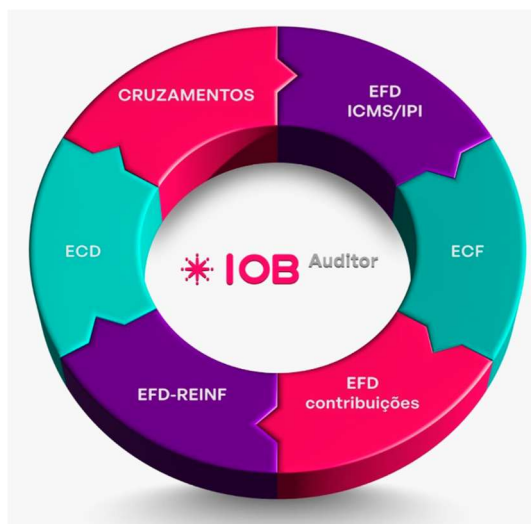 CRUZAMENTOS
EFD
ICMS/IPI
ECD
IOB Auditor
ECF
EFD-REINF
EFD
contribuições